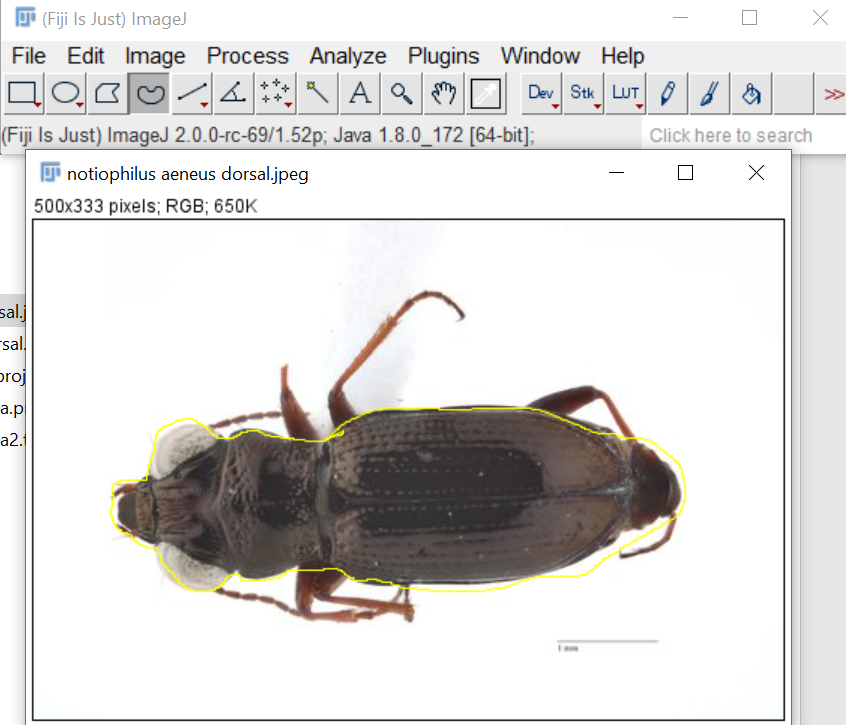 (Fiji Is Just) ImageJ
File Edit Image Process Analyze Plugins Window Help
Dev Stk LUT >>
(Fiji Is Just) ImageJ 2.0.0-rc-69/1.52p; Java 1.8.0_172 [64-bit];
Click here to search
notiophilus aeneus dorsal.jpeg
500x333 pixels; RGB; 650K
sal.j
rsal.
proj
a.p
a2.t
1 mm